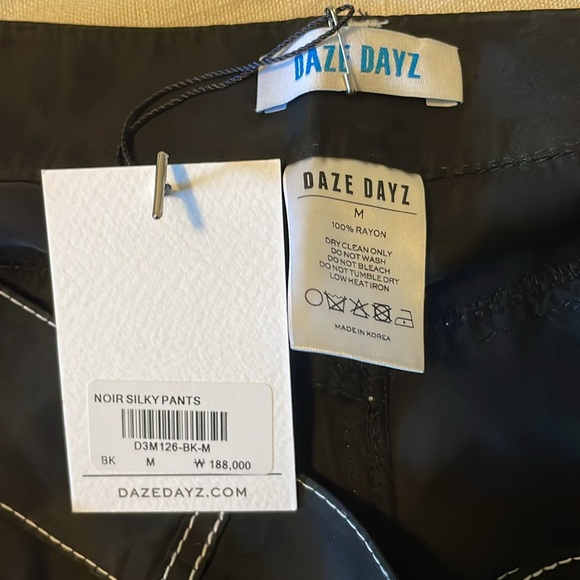 DAZE DAYZ
DAZE DAYZ
M
100% RAYON
DRY CLEAN ONLY
DO NOT WASH
DO NOT BLEACH
DO NOT TUMBLE DRY
LOW HEAT IRON
MADE IN KOREA
NOIR SILKY PANTS
D3M126-BK-M
BK M ₩ 188,000
DAZEDAYZ.COM